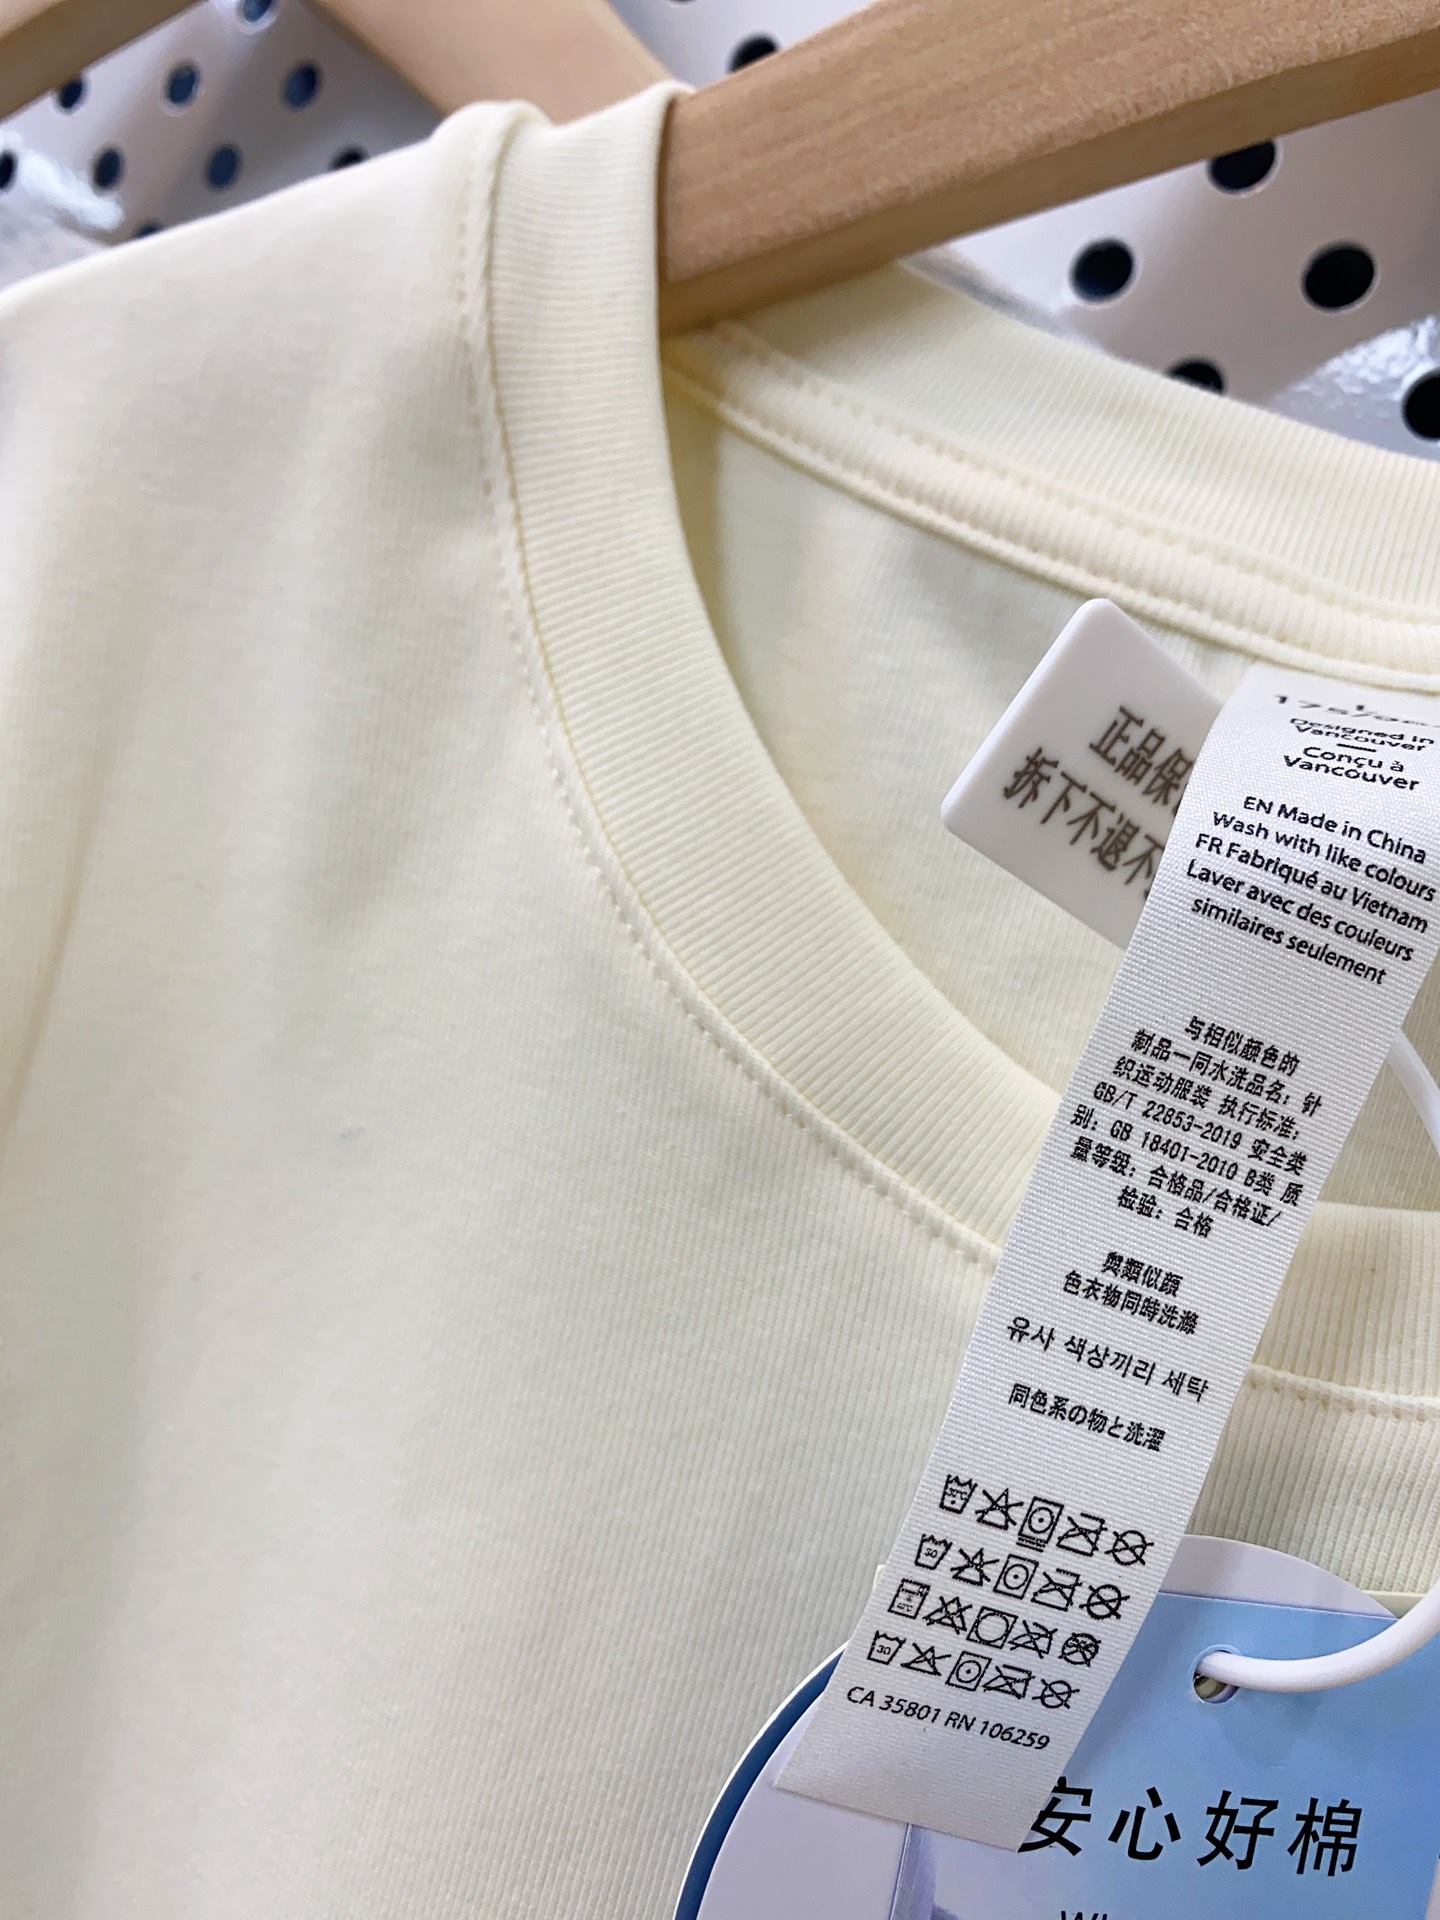 正品保
拆下不退不
Designed in
Vancouver
Conçu à
Vancouver
EN Made in China
Wash with like colours
FR Fabriqué au Vietnam
Laver avec des couleurs
similaires seulement
与相似颜色的
制品一同水洗品名：针
织运动服装 执行标准：
GB/T 22853-2019 安全类
别：GB 18401-2010 B类 质
量等级：合格品/合格证/
检验：合格
與類似顏
色衣物同時洗滌
유사 색상끼리 세탁
同色系の物と洗濯
30
30
CA 35801 RN 106259
安心好棉